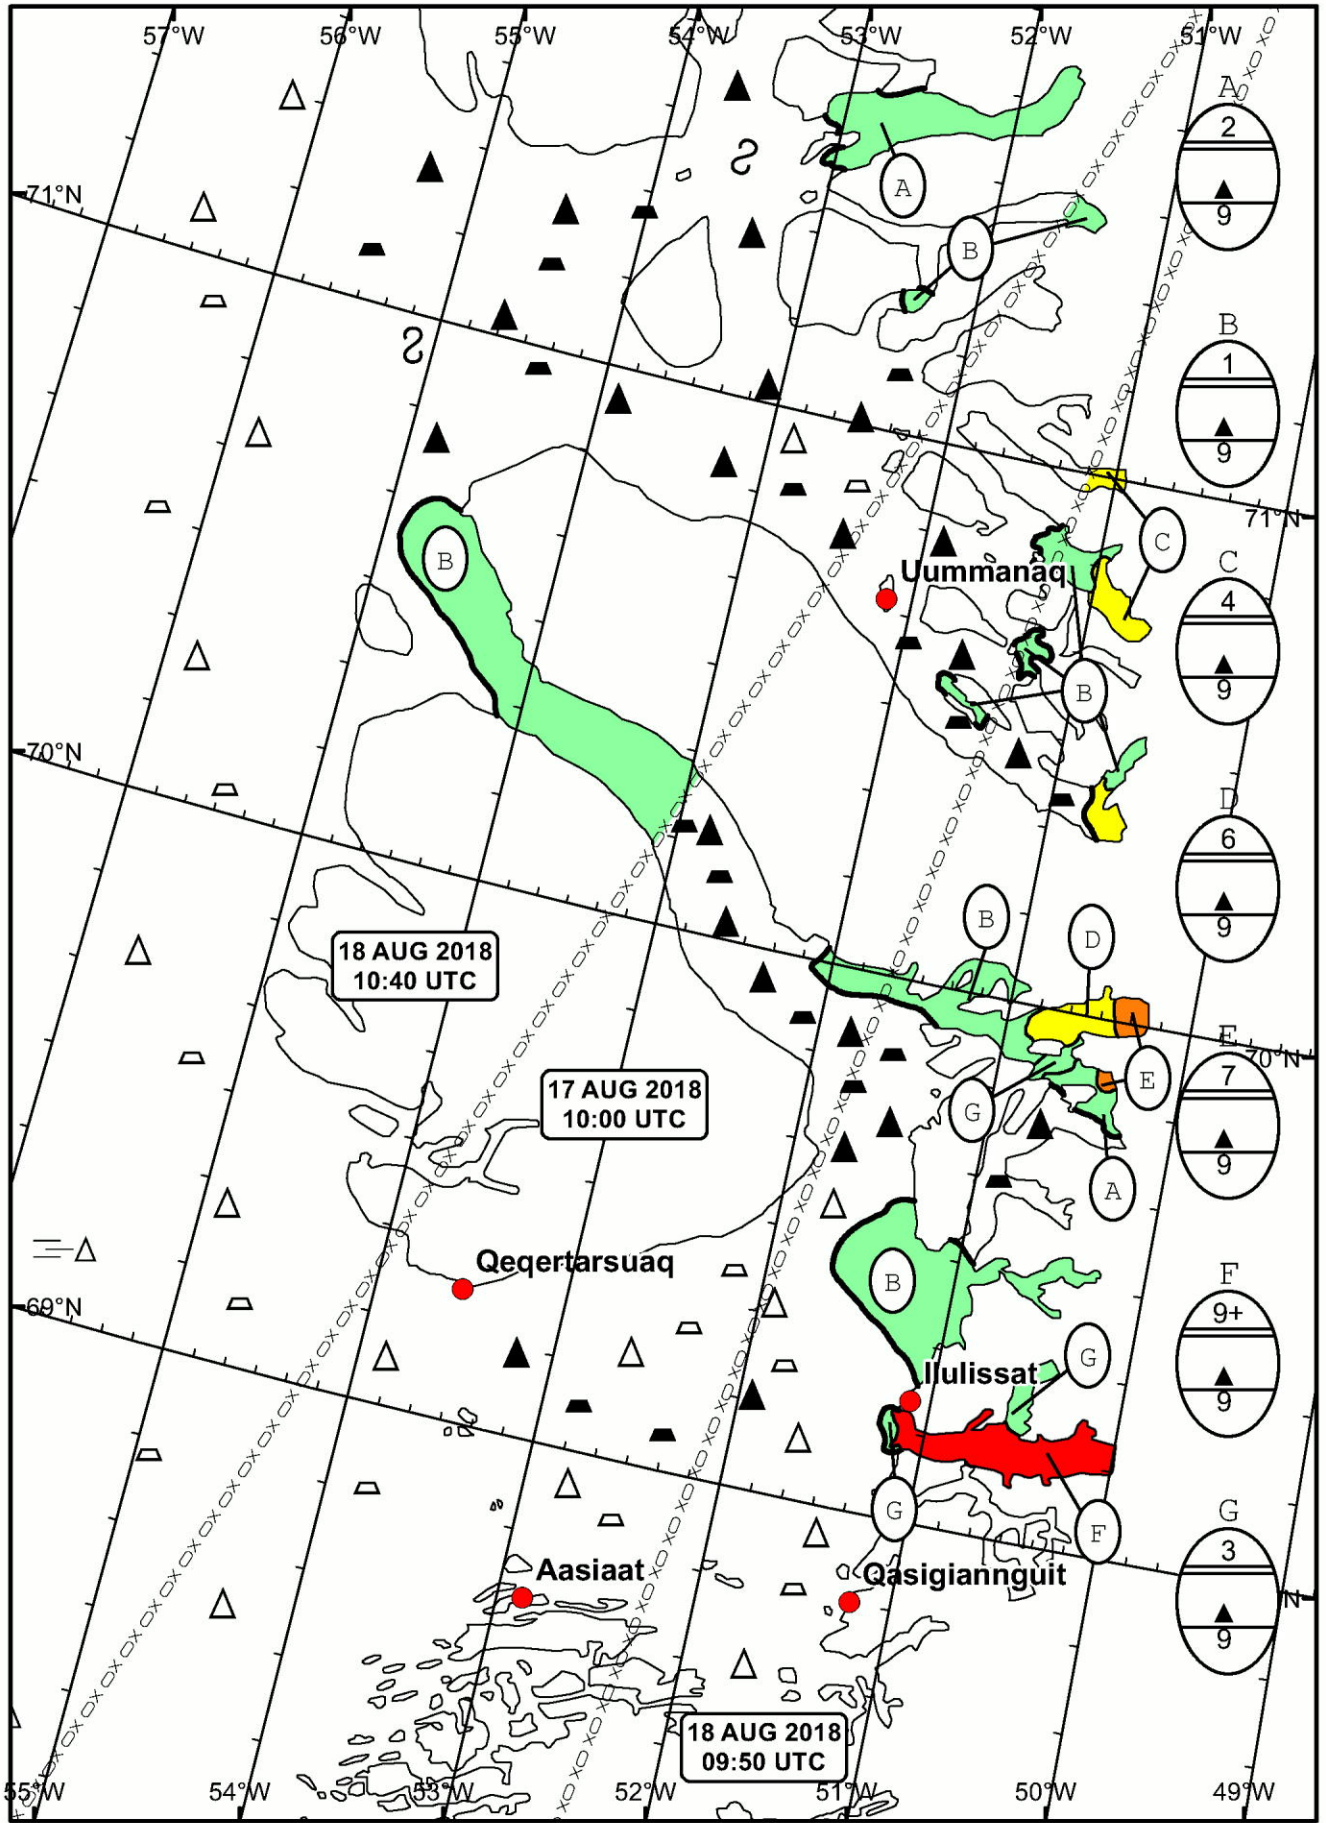 57°W
56°W
55°W
54°W
53°W
52°W
51°W
A
2
9
71°N
A
B
B
1
9
71°N
C
B
Uummanaq
C
4
9
B
70°N
D
6
9
B
D
18 AUG 2018
10:40 UTC
E
70°N
7
9
17 AUG 2018
10:00 UTC
E
G
A
Qeqertarsuaq
B
F
9+
9
69°N
G
Ilulissat
G
F
G
3
9
Aasiaat
Qasigiannguit
N
18 AUG 2018
09:50 UTC
55°W
54°W
53°W
52°W
51°W
50°W
49°W